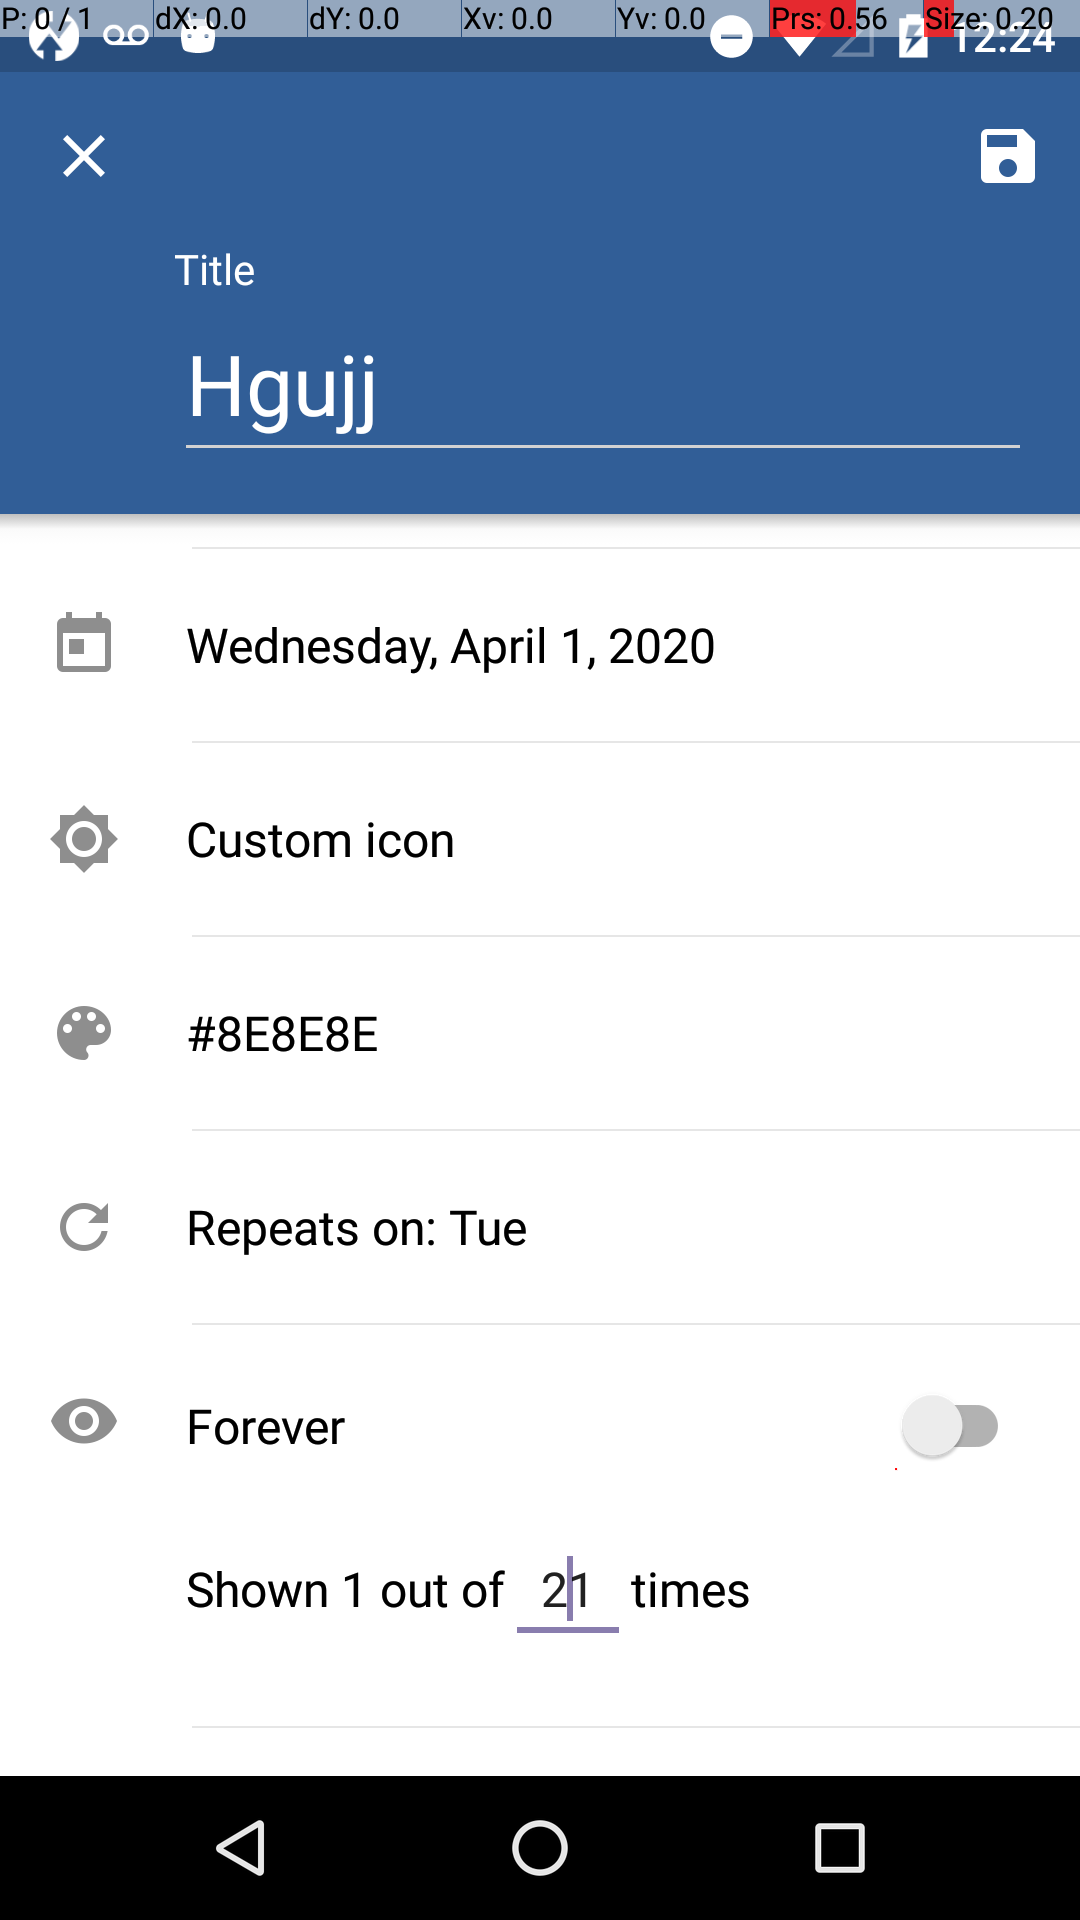 P: 0 / 1 dX: 0.0 dY: 0.0 Xv: 0.0 Yv: 0.0 Prs: 0.56 Size: 0.20
12:24
Title
Hgujj
Wednesday, April 1, 2020
Custom icon
#8E8E8E
Repeats on: Tue
Forever
Shown 1 out of 21 times